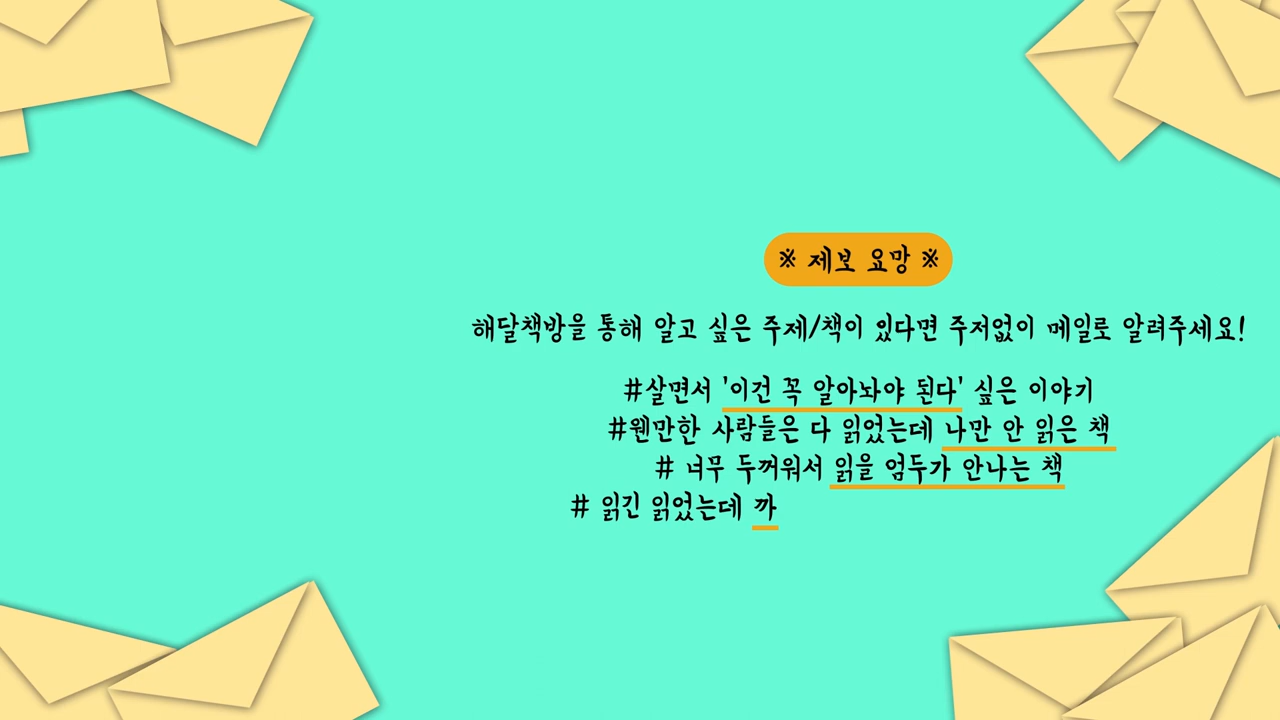 ※ 제보 요망 ※
해달책방을 통해 알고 싶은 주제/책이 있다면 주저없이 메일로 알려주세요!
#살면서 '이건 꼭 알아놔야 된다' 싶은 이야기
#웬만한 사람들은 다 읽었는데 나만 안 읽은 책
# 너무 두꺼워서 읽을 엄두가 안나는 책
# 읽긴 읽었는데 까